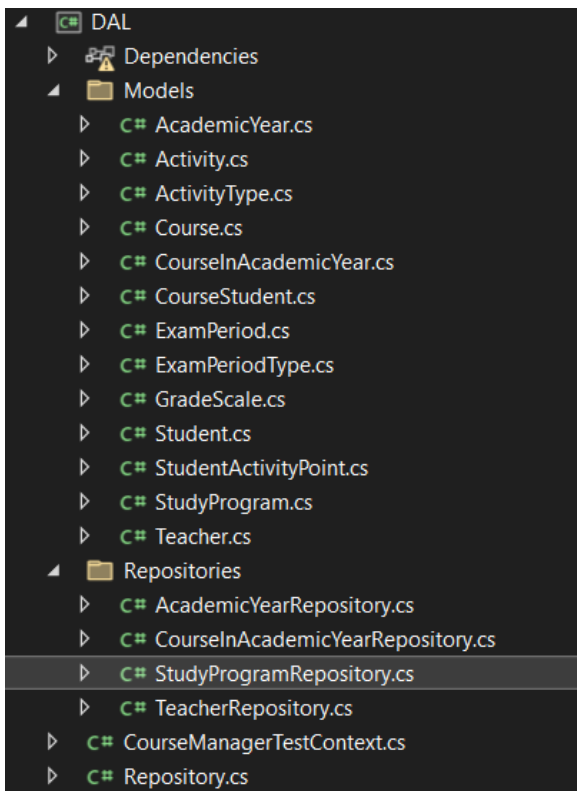 C# DAL
Dependencies
Models
C# AcademicYear.cs
C# Activity.cs
C# ActivityType.cs
C# Course.cs
C# CourseInAcademicYear.cs
C# CourseStudent.cs
C# ExamPeriod.cs
C# ExamPeriodType.cs
C# GradeScale.cs
C# Student.cs
C# StudentActivityPoint.cs
C# StudyProgram.cs
C# Teacher.cs
Repositories
C# AcademicYearRepository.cs
C# CourseInAcademicYearRepository.cs
C# StudyProgramRepository.cs
C# TeacherRepository.cs
C# CourseManagerTestContext.cs
C# Repository.cs